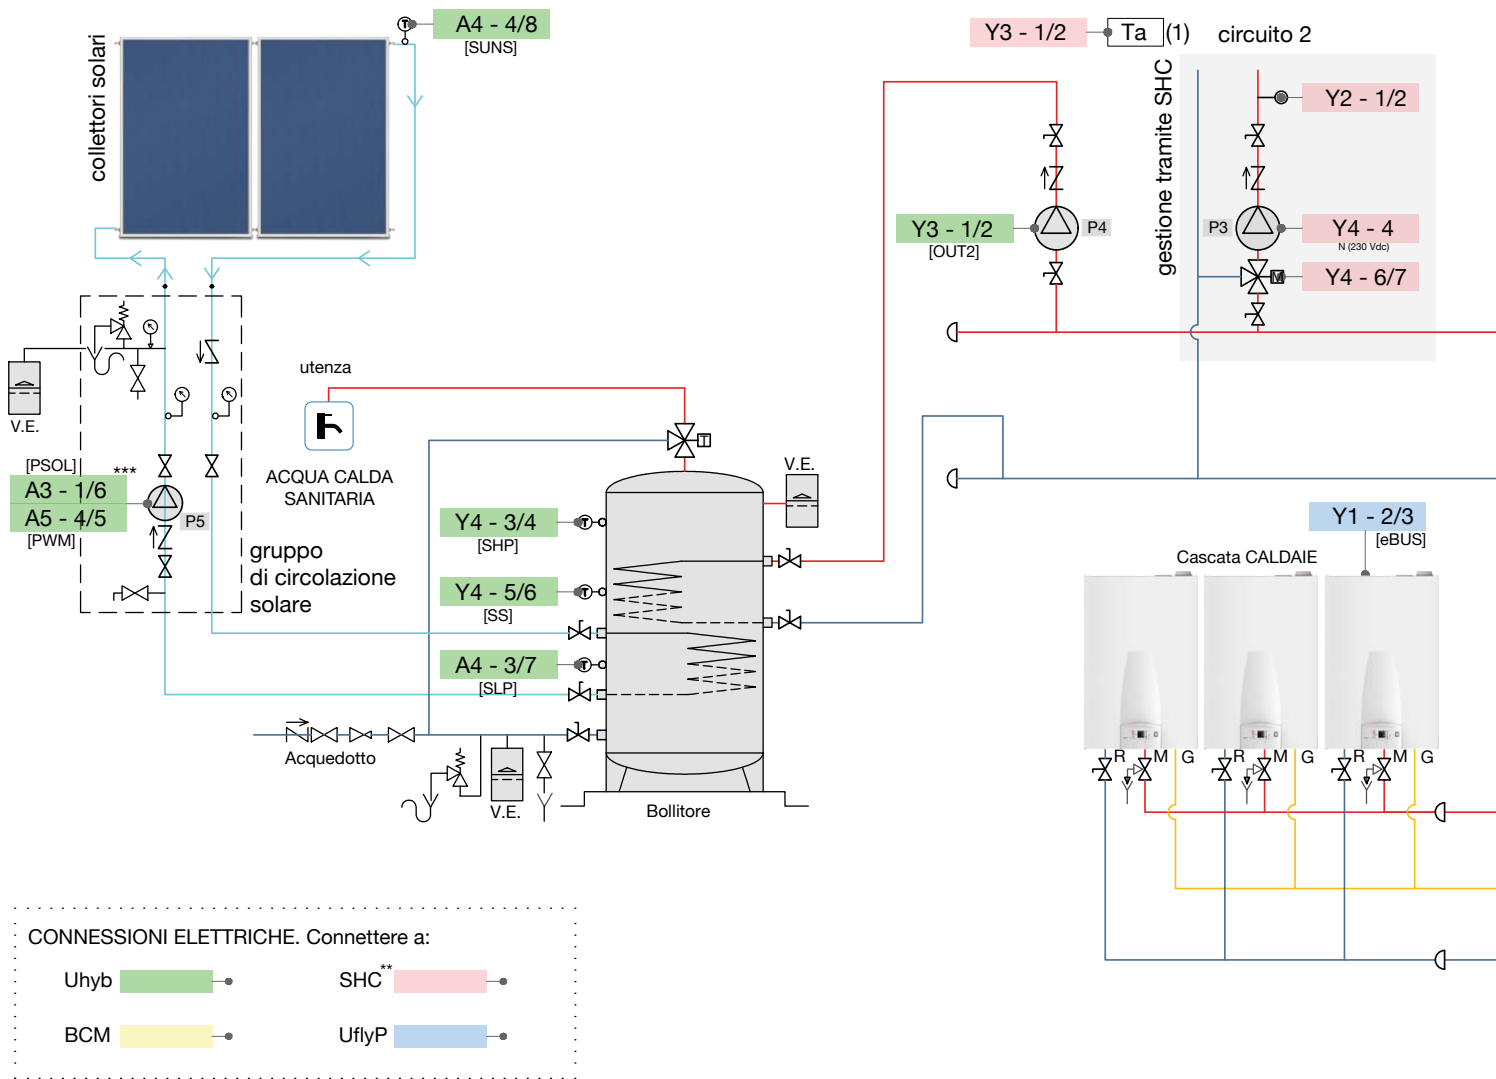 A4 - 4/8
[SUNS]
collettori solari
Y3 - 1/2
Ta
(1)
circuito 2
gestione tramite SHC
Y2 - 1/2
Y3 - 1/2
[OUT2]
P4
P3
Y4 - 4
N (230 Vdc)
M
Y4 - 6/7
V.E.
utenza
ACQUA CALDA
SANITARIA
T
V.E.
[PSOL]
***
A3 - 1/6
A5 - 4/5
[PWM]
P5
gruppo
di circolazione
solare
Y4 - 3/4
[SHP]
T
Y4 - 5/6
[SS]
T
A4 - 3/7
[SLP]
T
Y1 - 2/3
[eBUS]
Cascata CALDAIE
R M G
R M G
R M G
Acquedotto
V.E.
Bollitore
CONNESSIONI ELETTRICHE. Connettere a:
Uhyb
SHC**
BCM
UflyP